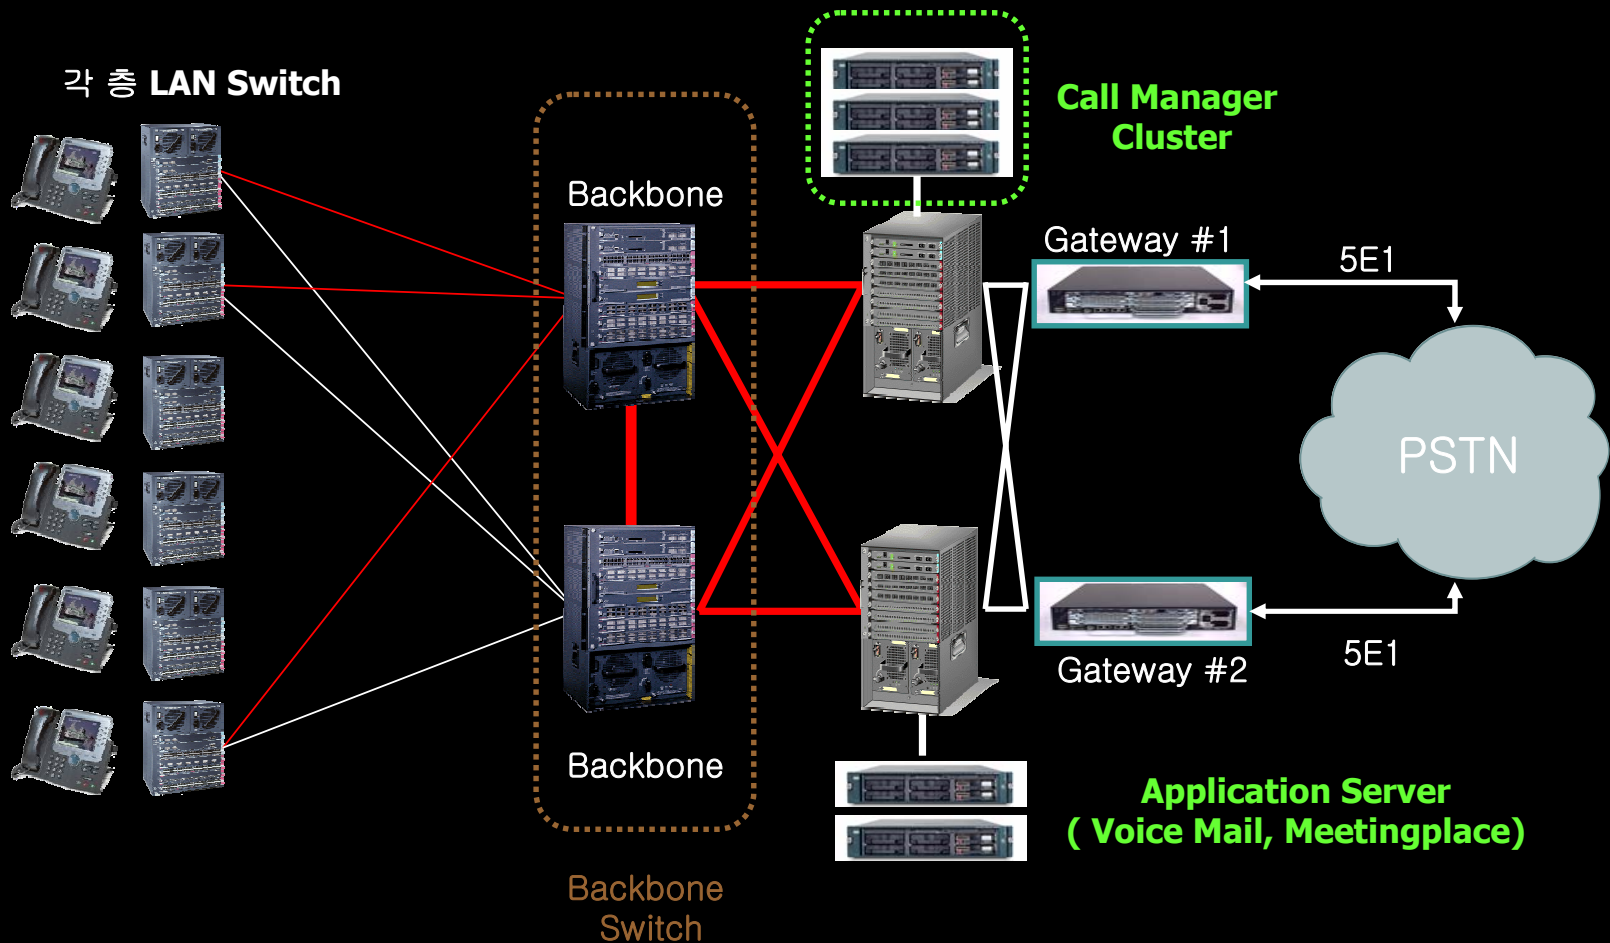 각 층 LAN Switch
Call Manager
Cluster
Backbone
Gateway #1
5E1
PSTN
5E1
Gateway #2
Backbone
Application Server
( Voice Mail, Meetingplace)
Backbone
Switch